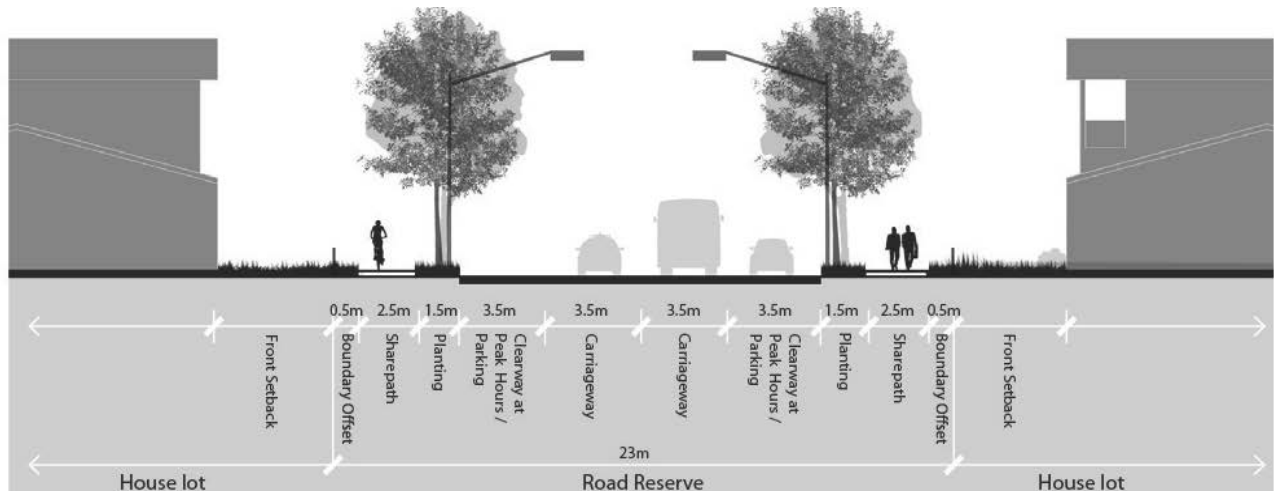 0.5m 2.5m 1.5m 3.5m 3.5m 3.5m 3.5m 1.5m 2.5m 0.5m
Front Setback
Boundary Offset
Sharepath
Planting
Clearway at
Peak Hours /
Parking
Carriageway
Carriageway
Clearway at
Peak Hours /
Parking
Planting
Sharepath
Boundary Offset
Front Setback
23m
House lot Road Reserve House lot